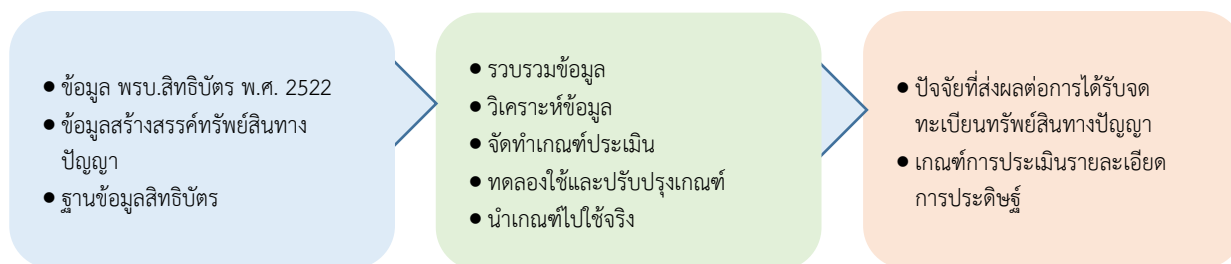 • ข้อมูล พรบ.สิทธิบัตร พ.ศ. 2522
• ข้อมูลสร้างสรรค์ทรัพย์สินทาง
ปัญญา
• ฐานข้อมูลสิทธิบัตร
• รวบรวมข้อมูล
• วิเคราะห์ข้อมูล
• จัดทำเกณฑ์ประเมิน
• ทดลองใช้และปรับปรุงเกณฑ์
• นำเกณฑ์ไปใช้จริง
• ปัจจัยที่ส่งผลต่อการได้รับจด
ทะเบียนทรัพย์สินทางปัญญา
• เกณฑ์การประเมินรายละเอียด
การประดิษฐ์